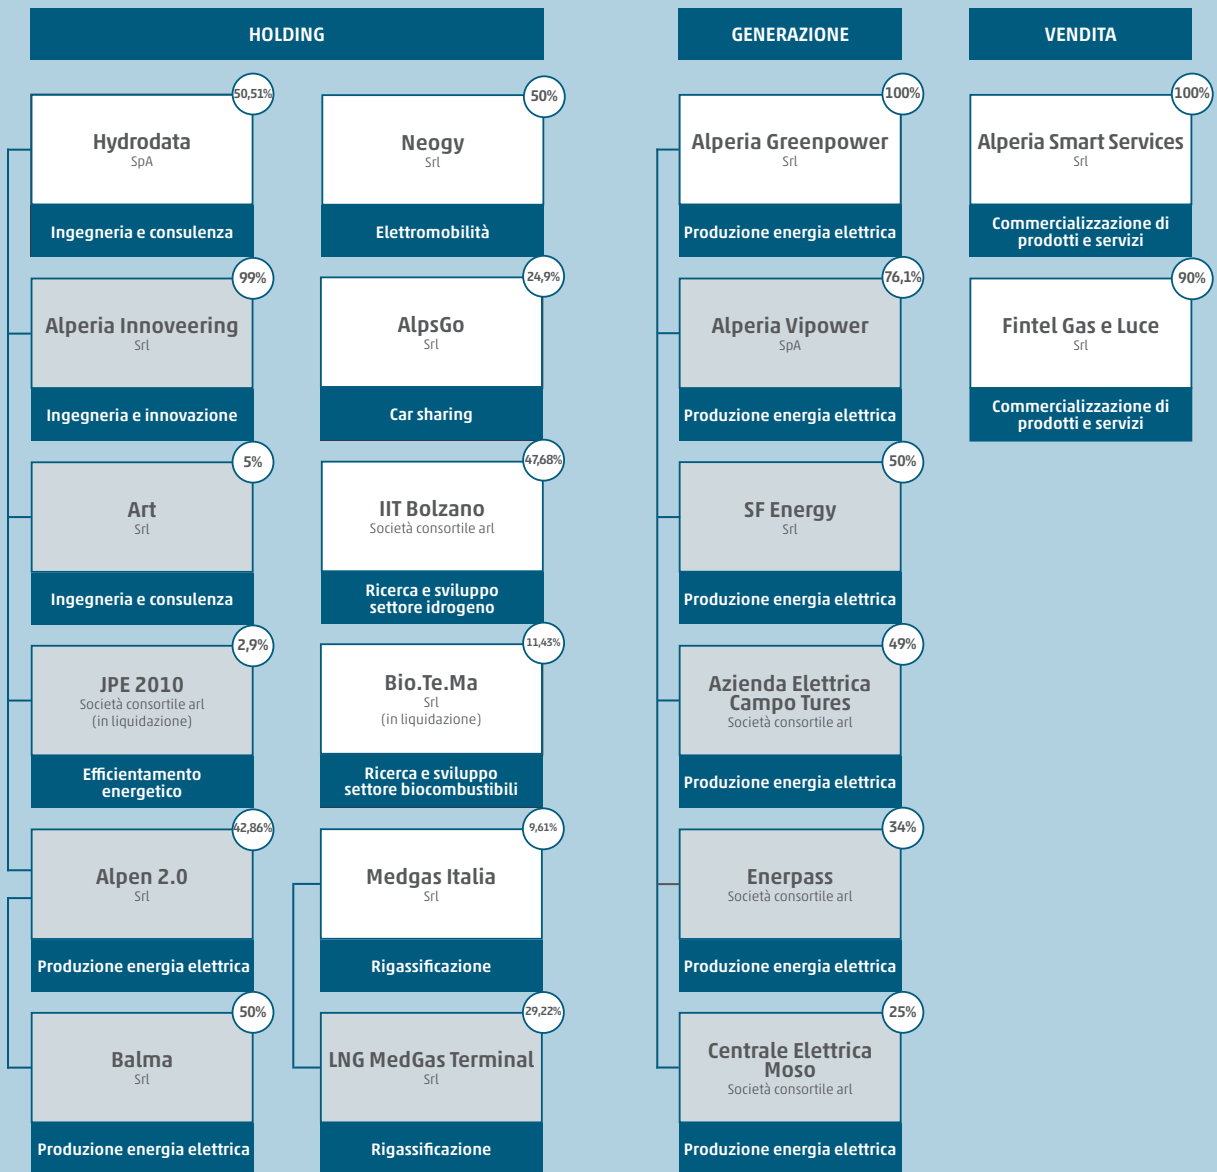 HOLDING
50,51%
Hydrodata
SpA
Ingegneria e consulenza
99%
Alperia Innoveering
Srl
Ingegneria e innovazione
5%
Art
Srl
Ingegneria e consulenza
2,9%
JPE 2010
Società consortile arl
(in liquidazione)
Efficientamento
energetico
42,86%
Alpen 2.0
Srl
Produzione energia elettrica
50%
Balma
Srl
Produzione energia elettrica
50%
Neogy
Srl
Elettromobilità
24,9%
AlpsGo
Srl
Car sharing
47,68%
IIT Bolzano
Società consortile arl
Ricerca e sviluppo
settore idrogeno
11,43%
Bio.Te.Ma
Srl
(in liquidazione)
Ricerca e sviluppo
settore biocombustibili
9,61%
Medgas Italia
Srl
Rigassificazione
29,22%
LNG MedGas Terminal
Srl
Rigassificazione
GENERAZIONE
100%
Alperia Greenpower
Srl
Produzione energia elettrica
76,1%
Alperia Vipower
SpA
Produzione energia elettrica
50%
SF Energy
Srl
Produzione energia elettrica
49%
Azienda Elettrica
Campo Tures
Società consortile arl
Produzione energia elettrica
34%
Enerpass
Società consortile arl
Produzione energia elettrica
25%
Centrale Elettrica
Moso
Società consortile arl
Produzione energia elettrica
VENDITA
100%
Alperia Smart Services
Srl
Commercializzazione di
prodotti e servizi
90%
Fintel Gas e Luce
Srl
Commercializzazione di
prodotti e servizi